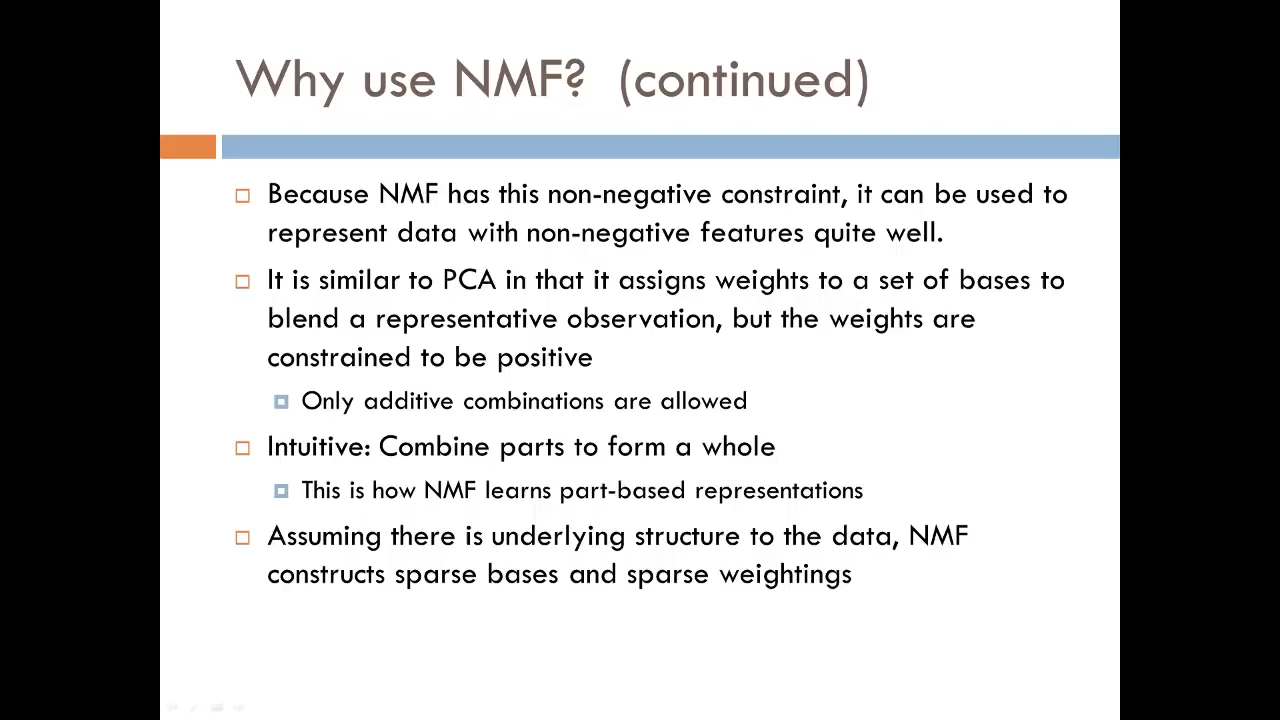 Why use NMF? (continued)
Because NMF has this non-negative constraint, it can be used to
represent data with non-negative features quite well.
It is similar to PCA in that it assigns weights to a set of bases to
blend a representative observation, but the weights are
constrained to be positive
Only additive combinations are allowed
Intuitive: Combine parts to form a whole
This is how NMF learns part-based representations
Assuming there is underlying structure to the data, NMF
constructs sparse bases and sparse weightings